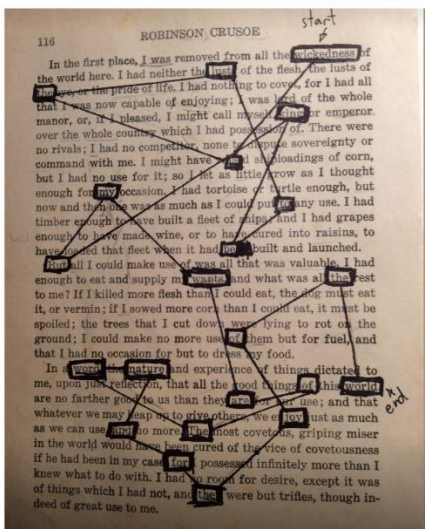 start
116 ROBINSON CRUSOE
In the first place, I was removed from all the wickedness of
the world here. I had neither the lust of the flesh, the lusts of
the eye, or the pride of life. I had nothing to covet, for I had all
that I was now capable of enjoying; I was lord of the whole
manor, or, if I pleased, I might call myself king or emperor
over the whole country which I had possession of. There were
no rivals; I had no competitor, none to dispute sovereignty or
command with me. I might have shiploadings of corn,
but I had no use for it; so I let as little grow as I thought
enough for my occasion. I had tortoise or turtle enough, but
now and then one was as much as I could put to any use. I had
timber enough to have built a fleet of ships, and I had grapes
enough to have made wine, or to have cured into raisins, to
have loaded that fleet when it had be built and launched.
But all I could make use of was all that was valuable. I had
enough to eat and supply my wants, and what was all the rest
to me? If I killed more flesh than I could eat, the dog must eat
it, or vermin; if I sowed more corn than I could eat, it must be
spoiled; the trees that I cut down were lying to rot on the
ground; I could make no more use of them but for fuel, and
that I had no occasion for but to dress my food.
In a word, the nature and experience of things dictated to
me, upon just reflection, that all the good things of this world
are no farther good to us than they are for our use; and that
whatever we may heap up to give others, we enjoy just as much
as we can use and no more. The most covetous, griping miser
in the world would have been cured of the vice of covetousness
if he had been in my case; for I possessed infinitely more than I
knew what to do with. I had no room for desire, except it was
of things which I had not, and they were but trifles, though in-
deed of great use to me.
end